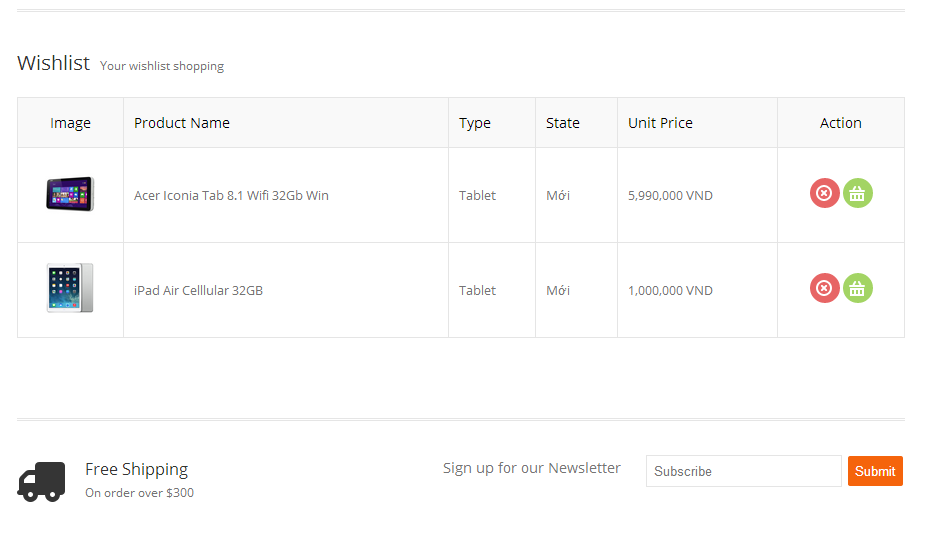 Wishlist Your wishlist shopping
Image Product Name Type State Unit Price Action
Acer Iconia Tab 8.1 Wifi 32Gb Win Tablet Mới 5,990,000 VND
iPad Air Celllular 32GB Tablet Mới 1,000,000 VND
Free Shipping
On order over $300
Sign up for our Newsletter Subscribe Submit